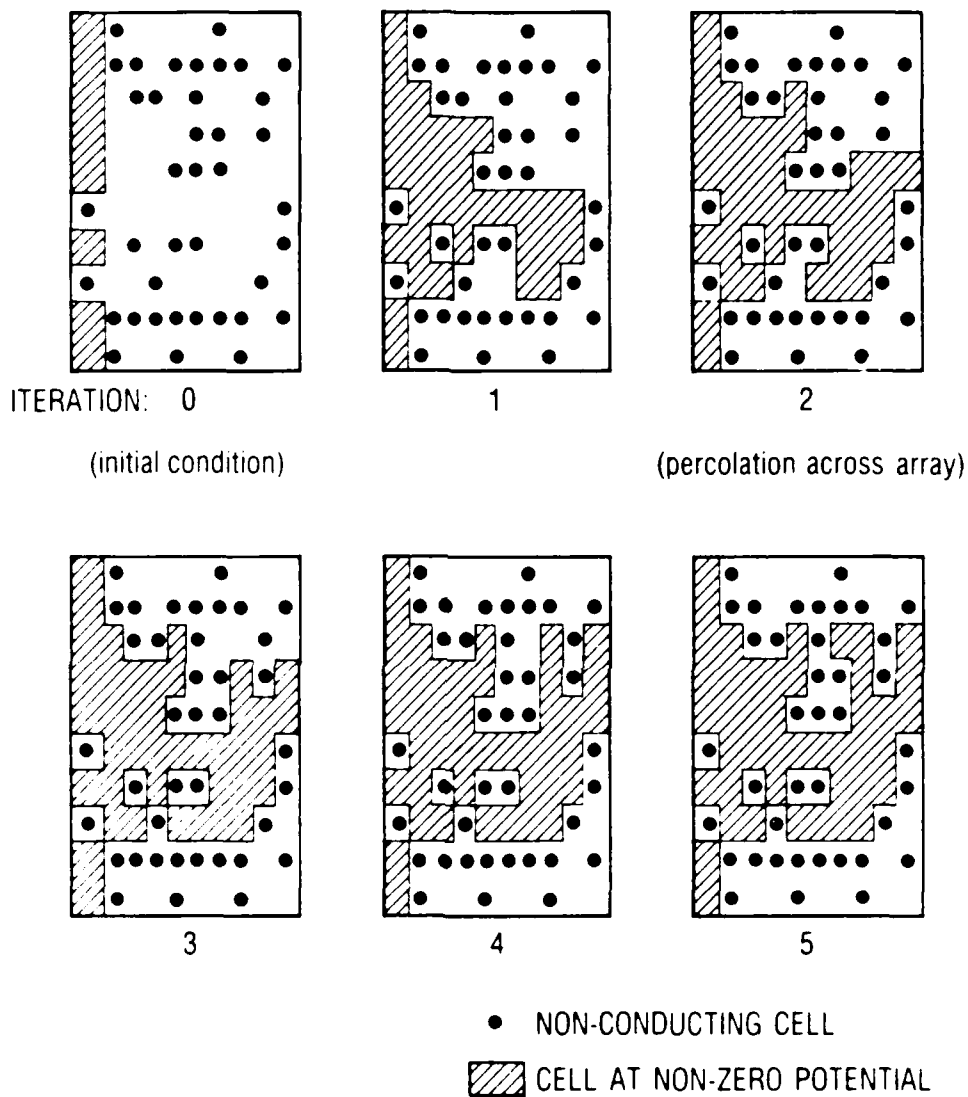 ITERATION: 0
1
2
(initial condition)
(percolation across array)
3
4
5
NON-CONDUCTING CELL
CELL AT NON-ZERO POTENTIAL